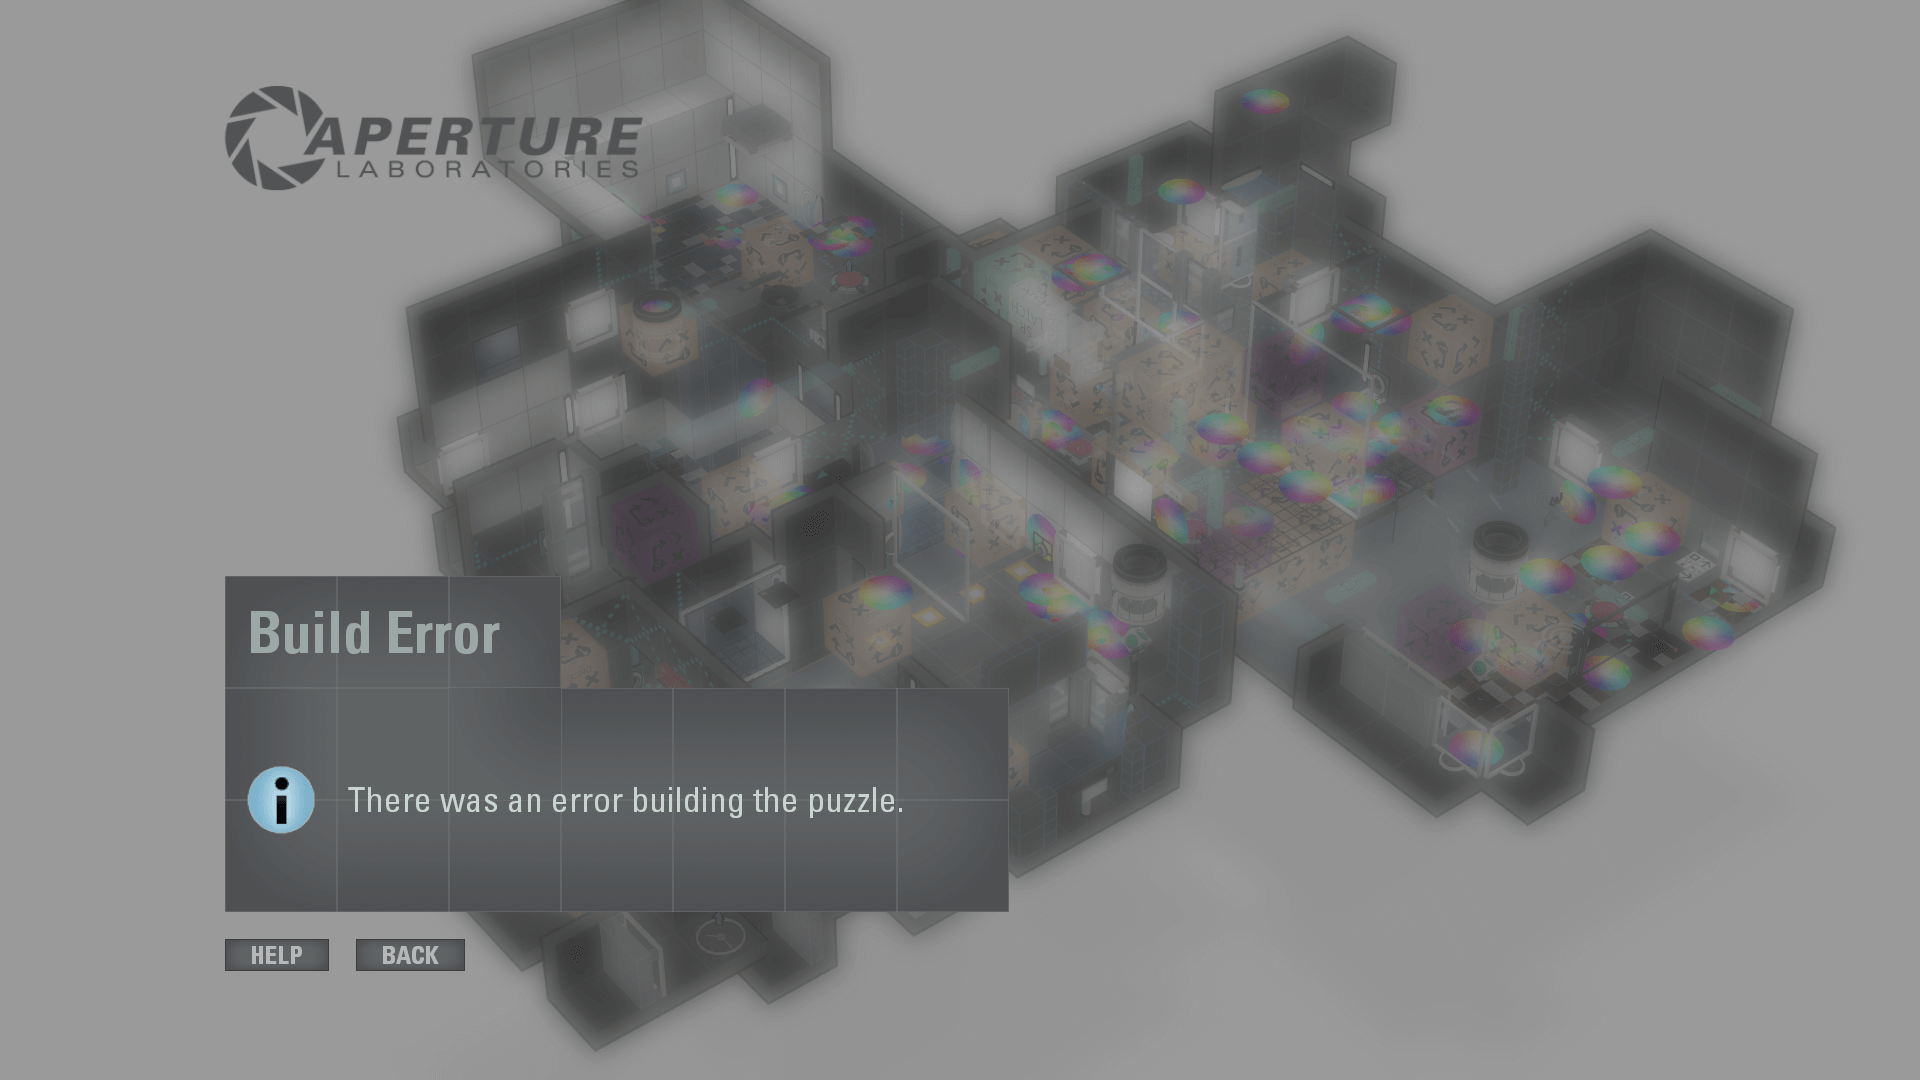 APERTURE
LABORATORIES
Build Error
There was an error building the puzzle.
HELP
BACK